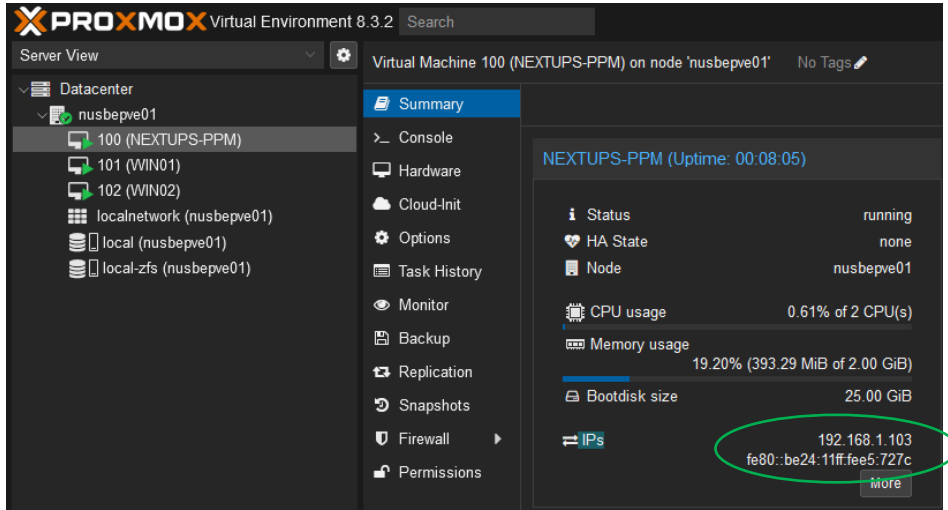 PROXMOX Virtual Environment 8.3.2 Search
Server View
Datacenter
nusbepve01
100 (NEXTUPS-PPM)
101 (WIN01)
102 (WIN02)
localnetwork (nusbepve01)
local (nusbepve01)
local-zfs (nusbepve01)
Virtual Machine 100 (NEXTUPS-PPM) on node 'nusbepve01' No Tags
Summary
Console
Hardware
Cloud-Init
Options
Task History
Monitor
Backup
Replication
Snapshots
Firewall
Permissions
NEXTUPS-PPM (Uptime: 00:08:05)
Status running
HA State none
Node nusbepve01
CPU usage 0.61% of 2 CPU(s)
Memory usage
19.20% (393.29 MiB of 2.00 GiB)
Bootdisk size 25.00 GiB
IPs 192.168.1.103
fe80::be24:11ff:fee5:727c
More